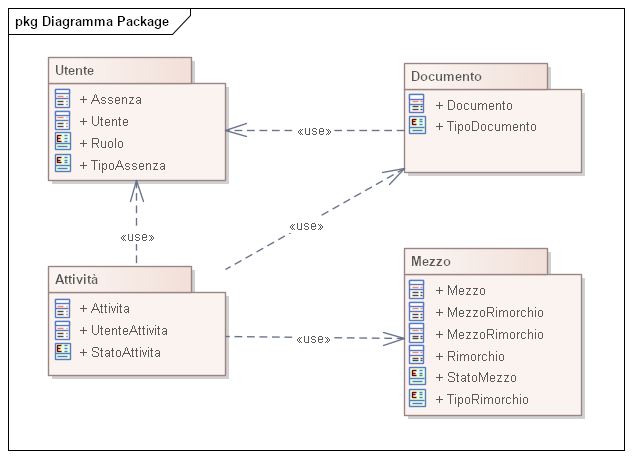 pkg Diagramma Package
Utente
+ Assenza
+ Utente
+ Ruolo
+ TipoAssenza
Documento
+ Documento
+ TipoDocumento
«use»
«use»
«use»
Attività
+ Attivita
+ UtenteAttivita
+ StatoAttivita
«use»
Mezzo
+ Mezzo
+ MezzoRimorchio
+ MezzoRimorchio
+ Rimorchio
+ StatoMezzo
+ TipoRimorchio